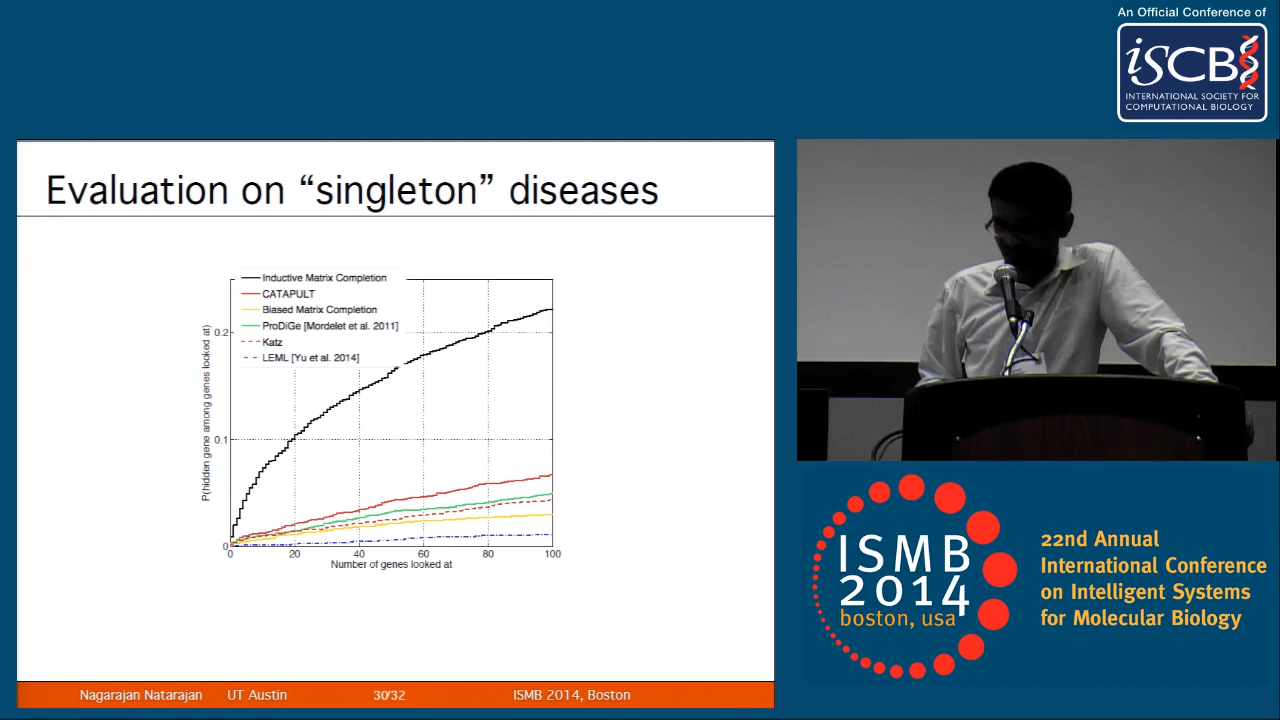 An Official Conference of
iSCB
INTERNATIONAL SOCIETY FOR
COMPUTATIONAL BIOLOGY
Evaluation on “singleton” diseases
Inductive Matrix Completion
CATAPULT
Biased Matrix Completion
ProDiGe [Mordelet et al. 2011]
Katz
LEML [Yu et al. 2014]
P(hidden gene among genes looked at)
0.2
0.1
0
0 20 40 60 80 100
Number of genes looked at
Nagarajan Natarajan UT Austin 30/32 ISMB 2014, Boston
ISMB
2014
boston, usa
22nd Annual
International Conference
on Intelligent Systems
for Molecular Biology